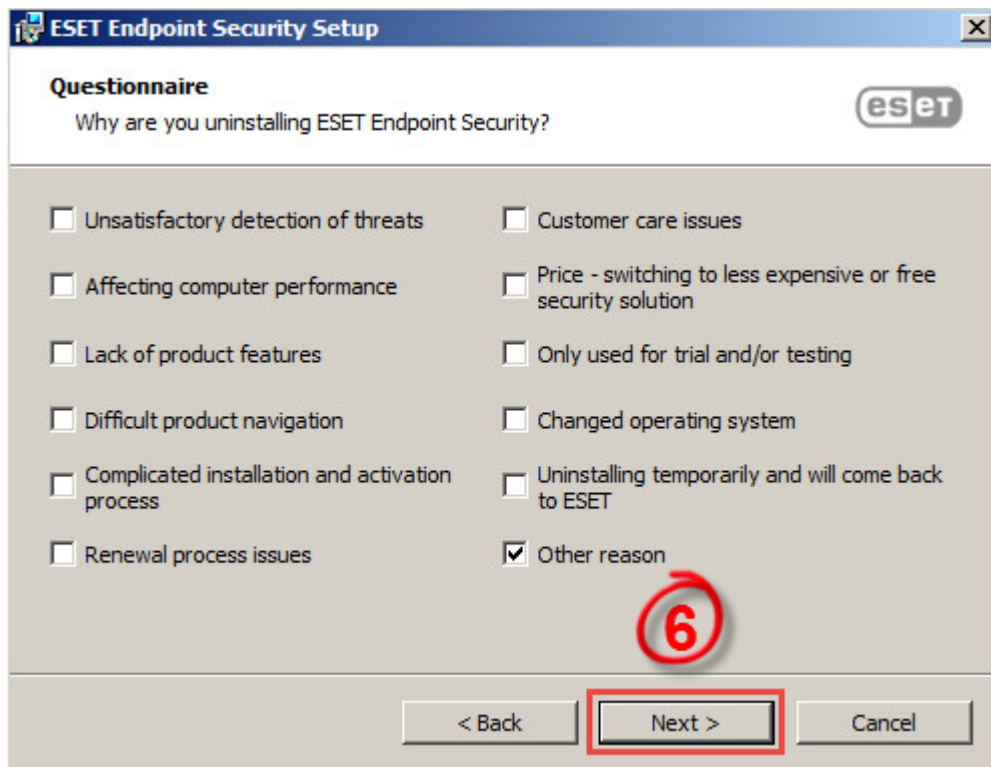 ESET Endpoint Security Setup
Questionnaire
Why are you uninstalling ESET Endpoint Security?
eseT
Unsatisfactory detection of threats
Customer care issues
Affecting computer performance
Price - switching to less expensive or free
security solution
Lack of product features
Only used for trial and/or testing
Difficult product navigation
Changed operating system
Complicated installation and activation
process
Uninstalling temporarily and will come back
to ESET
Renewal process issues
Other reason
6
< Back
Next >
Cancel